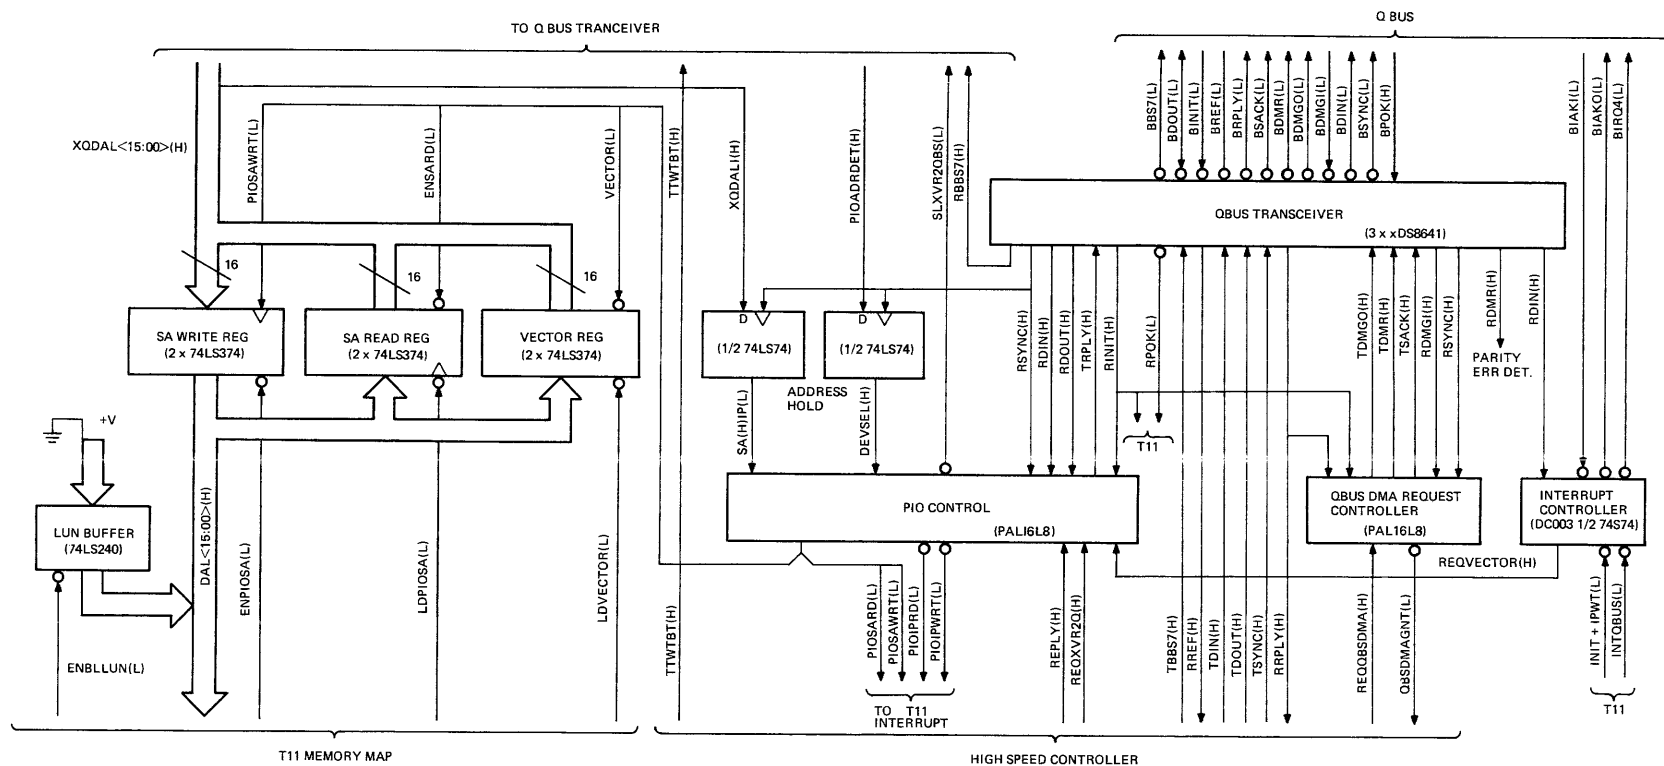 TO Q BUS TRANCEIVER
Q BUS
XQDAL<15:00>(H)
PIOSAWRT(L)
ENSARD(L)
VECTOR(L)
TTWTBT(H)
XQDALI(H)
PIOADRDET(H)
SLXVR2QBS(L)
RBBS7(H)
BBS7(L)
BDOUT(L)
BINIT(L)
BREF(L)
BRPLY(L)
BSACK(L)
BDMR(L)
BDMGO(L)
BDMGI(L)
BDIN(L)
BSYNC(L)
BPOK(H)
BIAKI(L)
BIAKO(L)
BIRQ4(L)
QBUS TRANSCEIVER
(3 x xDS8641)
16
16
16
SA WRITE REG
(2 x 74LS374)
SA READ REG
(2 x 74LS374)
VECTOR REG
(2 x 74LS374)
D
(1/2 74LS74)
D
(1/2 74LS74)
ADDRESS
HOLD
RSYNC(H)
RDIN(H)
RDOUT(H)
TRPLY(H)
RINIT(H)
RPOK(L)
TDMGO(H)
TDMR(H)
TSACK(H)
RDMGI(H)
RSYNC(H)
RDMR(H)
RDIN(H)
PARITY
ERR DET.
T11
+V
SA(H)IP(L)
DEVSEL(H)
LUN BUFFER
(74LS240)
DAL<15:00>(H)
ENPIOSA(L)
LDPIOSA(L)
LDVECTOR(L)
TTWTBT(H)
PIO CONTROL
(PALI6L8)
QBUS DMA REQUEST
CONTROLLER
(PAL16L8)
INTERRUPT
CONTROLLER
(DC003 1/2 74S74)
REQVECTOR(H)
ENBLLUN(L)
PIOSARD(L)
PIOSAWRT(L)
PIOIPRD(L)
PIOIPWRT(L)
REPLY(H)
REQXVR2Q(H)
TBBS7(H)
RREF(H)
TDIN(H)
TDOUT(H)
TSYNC(H)
RRPLY(H)
REQQBSDMA(H)
QBSDMAGNT(L)
INIT + IPWT(L)
INTQBUS(L)
TO T11
INTERRUPT
T11
T11 MEMORY MAP
HIGH SPEED CONTROLLER